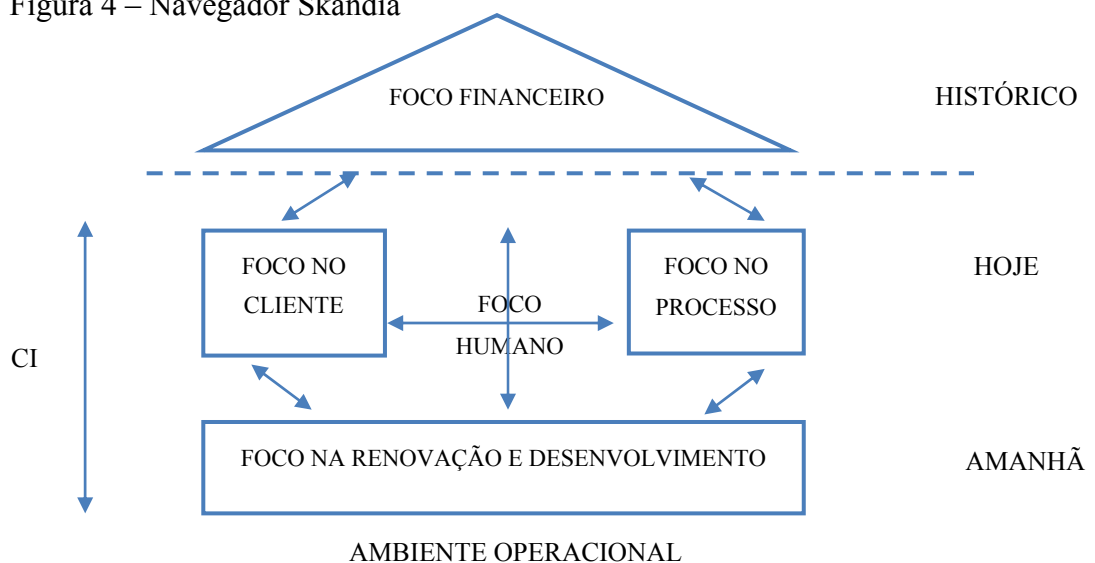 Figura 4 – Navegador Skandia
FOCO FINANCEIRO
HISTÓRICO
FOCO NO
CLIENTE
FOCO
HUMANO
FOCO NO
PROCESSO
HOJE
CI
FOCO NA RENOVAÇÃO E DESENVOLVIMENTO
AMANHÃ
AMBIENTE OPERACIONAL